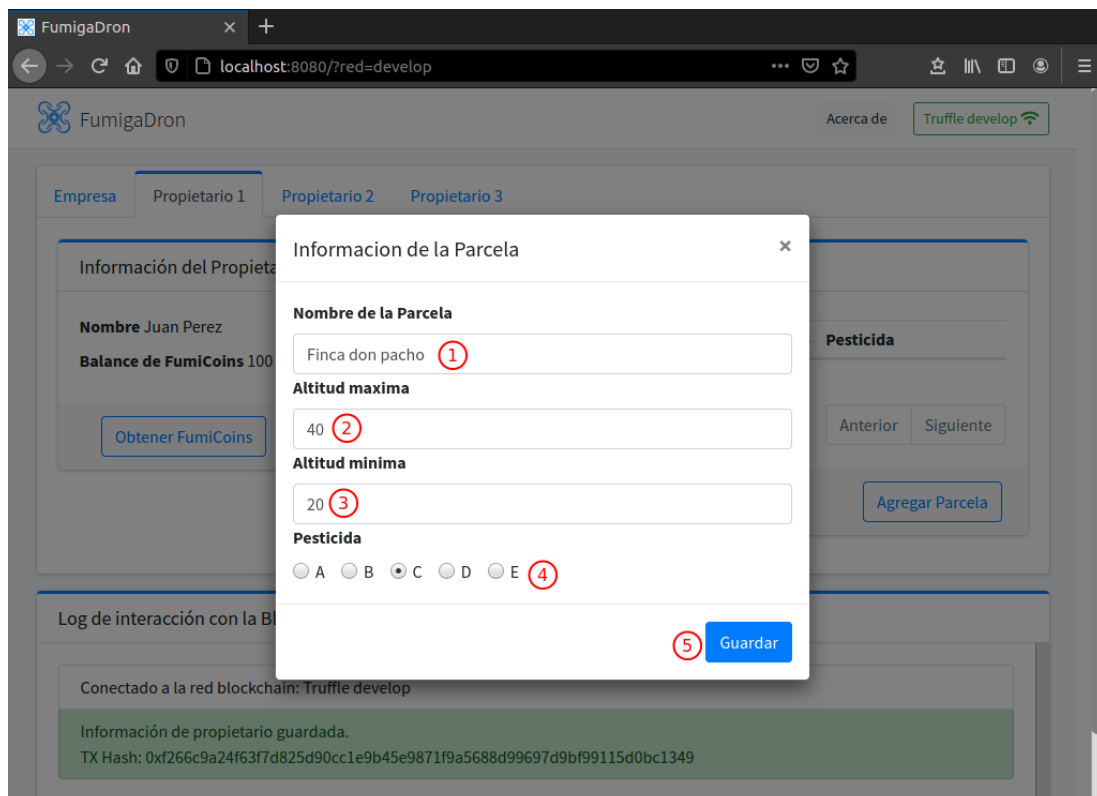 FumigaDron
localhost:8080/?red=develop
FumigaDron
Acerca de
Truffle develop
Empresa
Propietario 1
Propietario 2
Propietario 3
Información del Propieta
Nombre Juan Perez
Balance de FumiCoins 100
Obtener FumiCoins
Pesticida
Anterior
Siguiente
Agregar Parcela
Informacion de la Parcela
×
Nombre de la Parcela
Finca don pacho 1
Altitud maxima
40 2
Altitud minima
20 3
Pesticida
A B C D E 4
5 Guardar
Log de interacción con la Bl
Conectado a la red blockchain: Truffle develop
Información de propietario guardada.
TX Hash: 0xf266c9a24f63f7d825d90cc1e9b45e9871f9a5688d99697d9bf99115d0bc1349